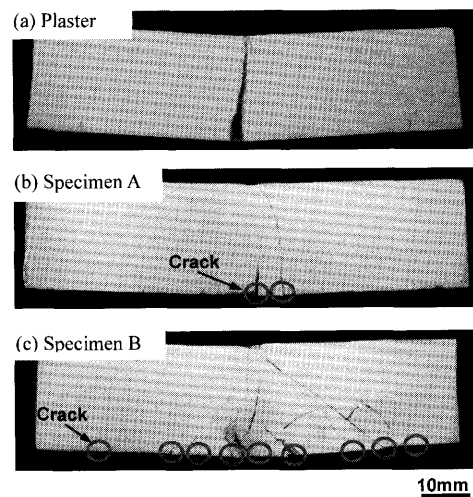 (a) Plaster
(b) Specimen A
Crack
(c) Specimen B
Crack
10mm